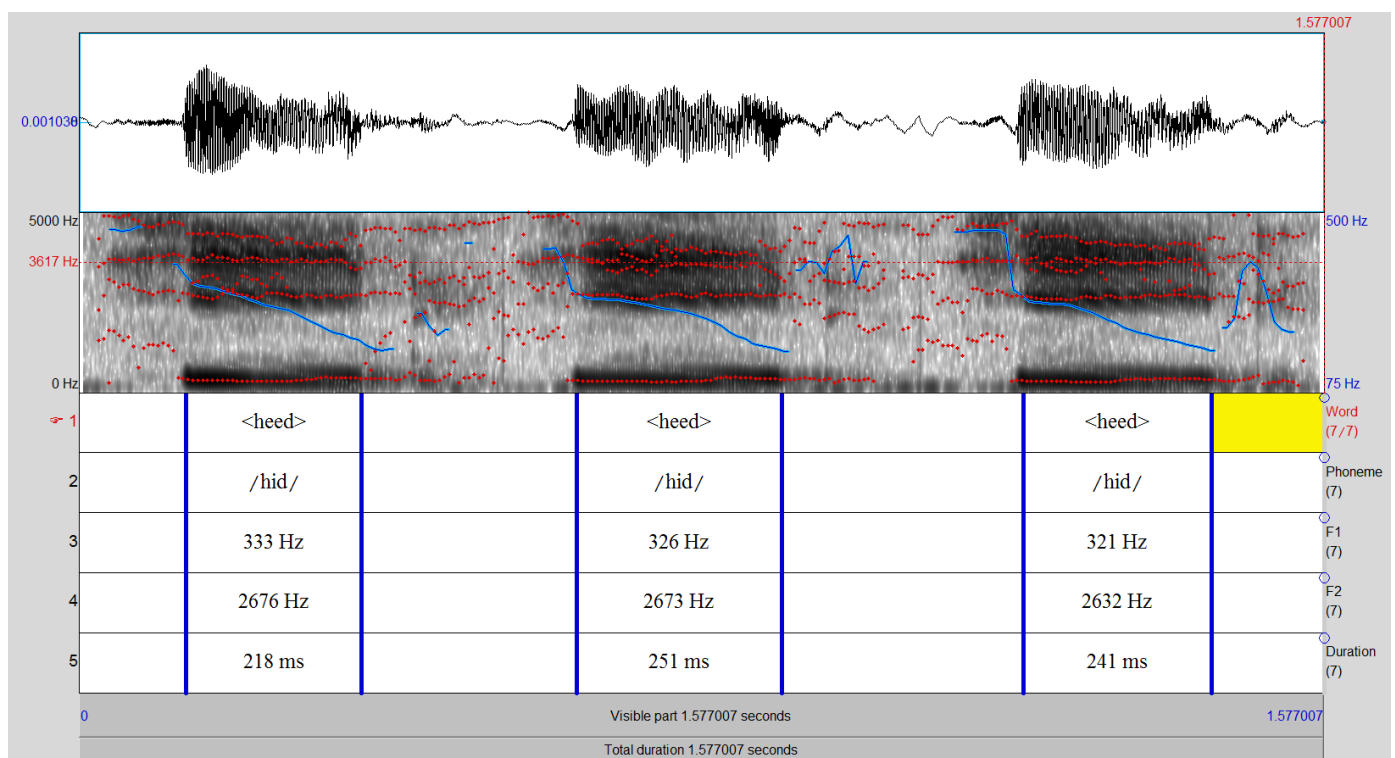 1.577007
0.001038
5000 Hz 500 Hz
3617 Hz
0 Hz 75 Hz
☞ 1 <heed> <heed> <heed> Word (7/7)
2 /hid/ /hid/ /hid/ Phoneme (7)
3 333 Hz 326 Hz 321 Hz F1 (7)
4 2676 Hz 2673 Hz 2632 Hz F2 (7)
5 218 ms 251 ms 241 ms Duration (7)
0 Visible part 1.577007 seconds 1.577007
Total duration 1.577007 seconds